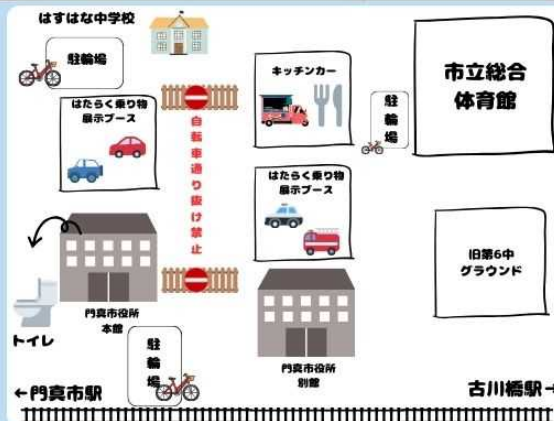 はすはな中学校
駐輪場
はたらく乗り物
展示ブース
自転車通り抜け禁止
キッチンカー
駐輪場
市立総合
体育館
はたらく乗り物
展示ブース
旧第6中
グラウンド
トイレ
門真市役所
本館
駐輪場
門真市役所
別館
←門真市駅
古川橋駅→